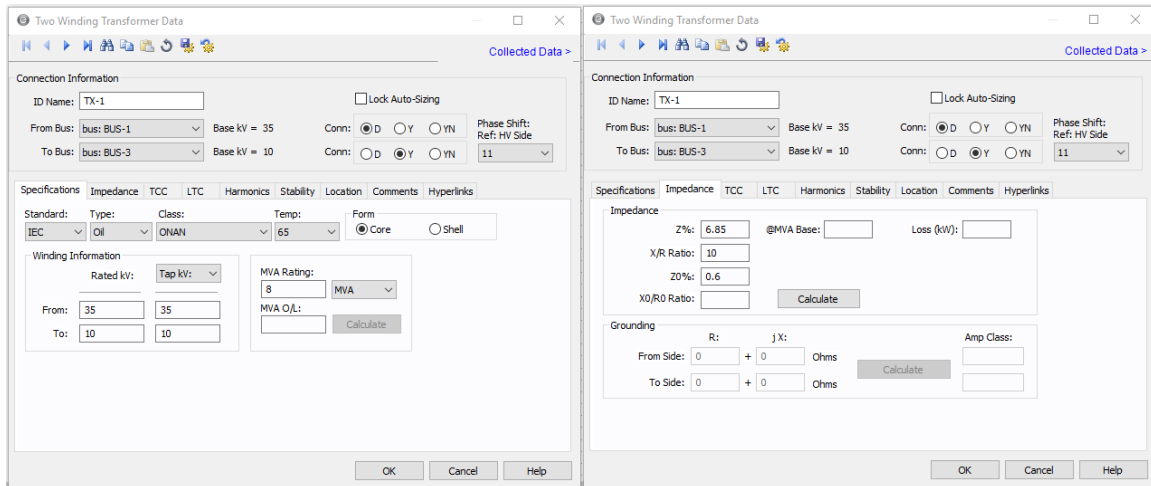 Two Winding Transformer Data
Collected Data >
Connection Information
ID Name: TX-1 Lock Auto-Sizing
From Bus: bus: BUS-1 Base kV = 35 Conn: D Y YN Phase Shift: Ref: HV Side
To Bus: bus: BUS-3 Base kV = 10 Conn: D Y YN 11
Specifications Impedance TCC LTC Harmonics Stability Location Comments Hyperlinks
Standard: Type: Class: Temp: Form
IEC Oil ONAN 65 Core Shell
Winding Information
Rated kV: Tap kV:
From: 35 35
To: 10 10
MVA Rating:
8 MVA
MVA O/L:
Calculate
OK Cancel Help
Two Winding Transformer Data
Collected Data >
Connection Information
ID Name: TX-1 Lock Auto-Sizing
From Bus: bus: BUS-1 Base kV = 35 Conn: D Y YN Phase Shift: Ref: HV Side
To Bus: bus: BUS-3 Base kV = 10 Conn: D Y YN 11
Specifications Impedance TCC LTC Harmonics Stability Location Comments Hyperlinks
Impedance
Z%: 6.85 @MVA Base: Loss (kW):
X/R Ratio: 10
Z0%: 0.6
X0/R0 Ratio: Calculate
Grounding
R: j X: Amp Class:
From Side: 0 + 0 Ohms
Calculate
To Side: 0 + 0 Ohms
OK Cancel Help